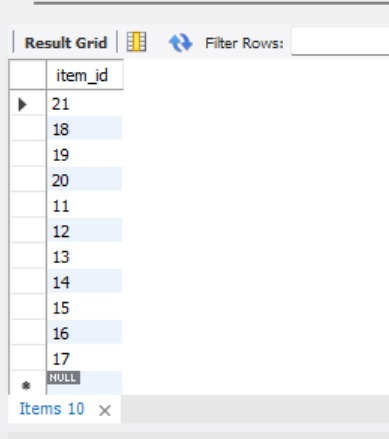 Result Grid Filter Rows:
item_id
21
18
19
20
11
12
13
14
15
16
17
NULL
Items 10 ×